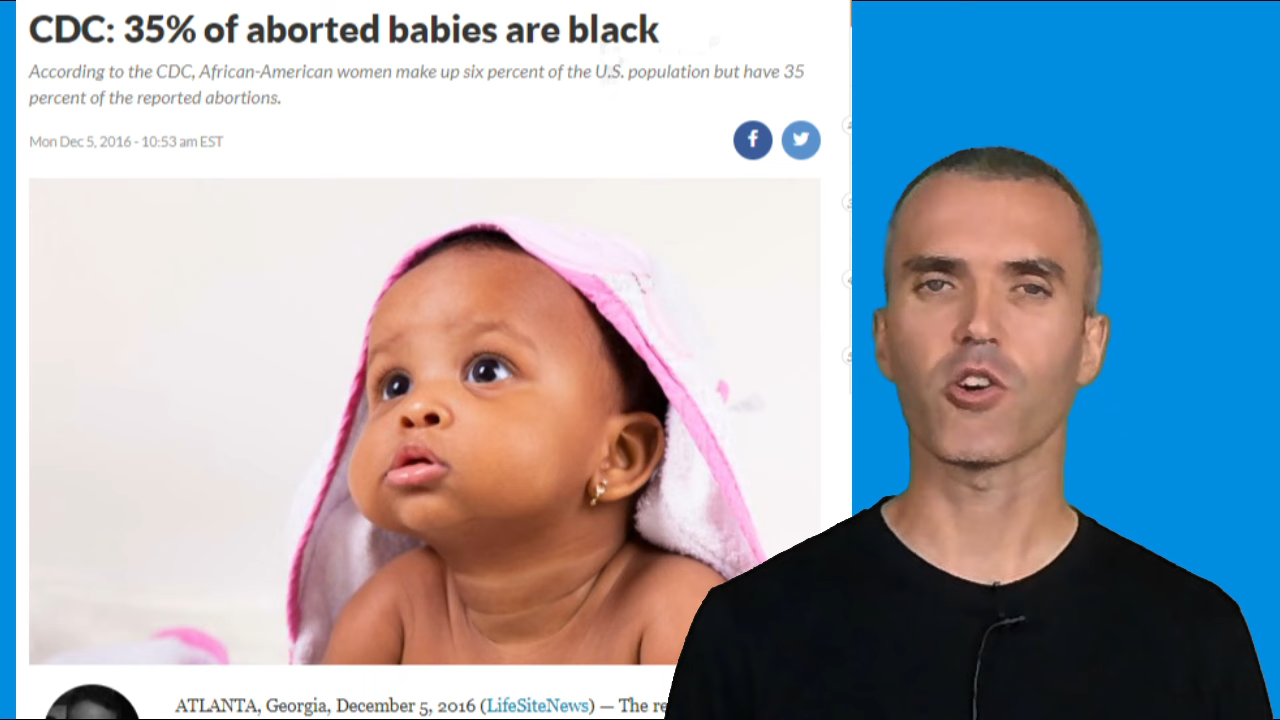 CDC: 35% of aborted babies are black
According to the CDC, African-American women make up six percent of the U.S. population but have 35
percent of the reported abortions.
Mon Dec 5, 2016 - 10:53 am EST
ATLANTA, Georgia, December 5, 2016 (LifeSiteNews) — The re